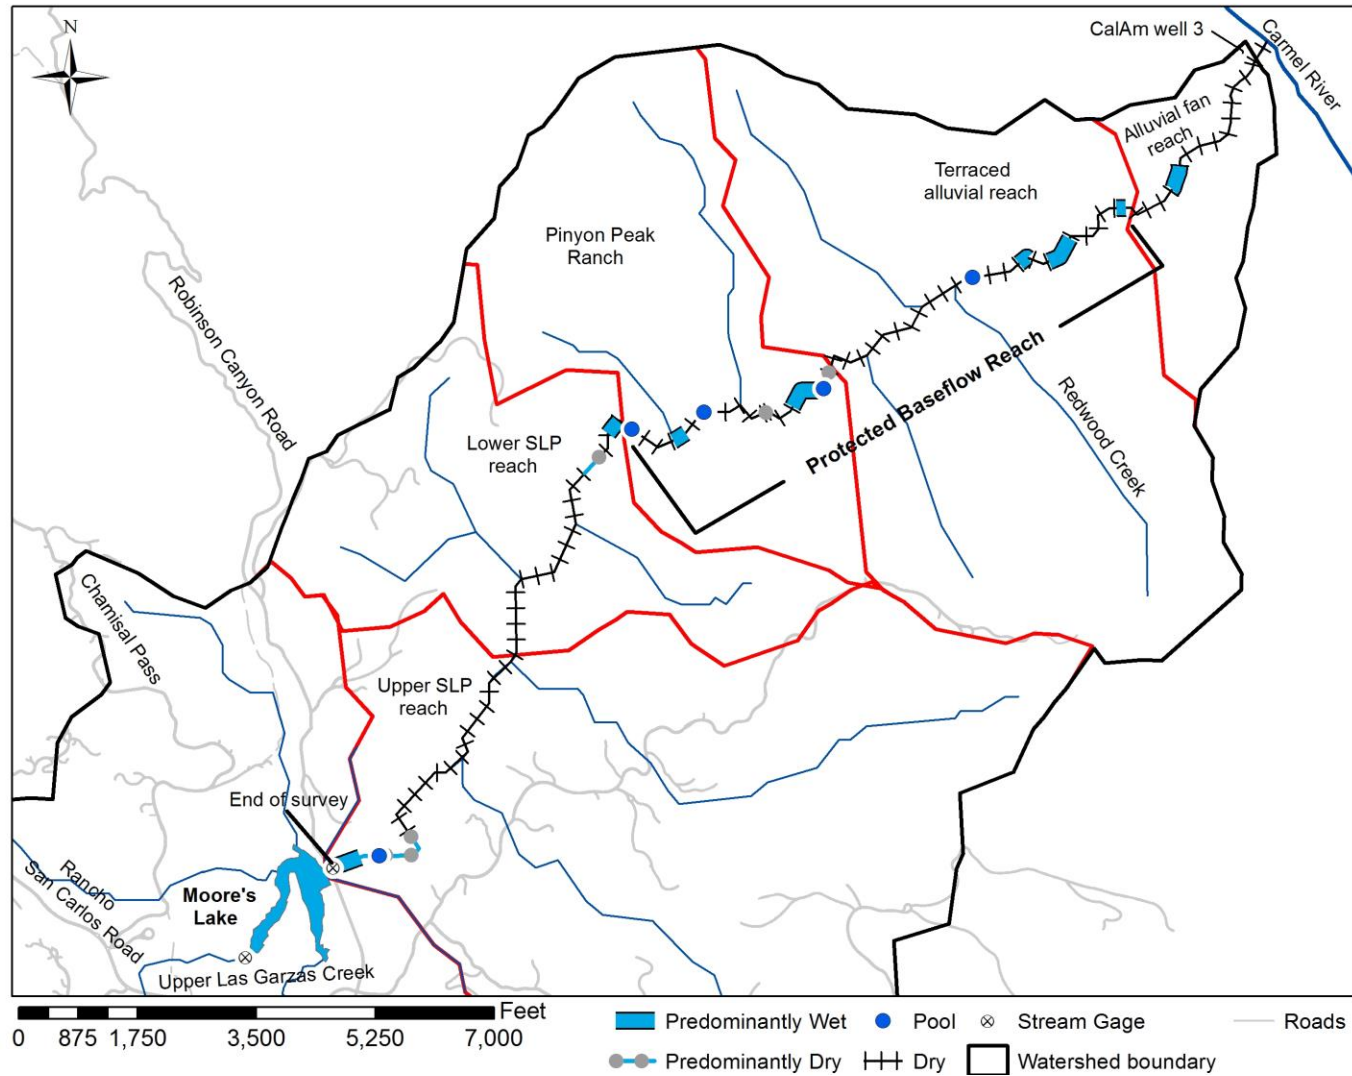 N
CalAm well 3
Carmel River
Alluvial fan
reach
Terraced
alluvial reach
Pinyon Peak
Ranch
Robinson Canyon Road
Protected Baseflow Reach
Redwood Creek
Lower SLP
reach
Chamisal Pass
Upper SLP
reach
End of survey
Rancho
San Carlos Road
Moore's
Lake
Upper Las Garzas Creek
Feet
0 875 1,750 3,500 5,250 7,000
Predominantly Wet Pool Stream Gage Roads
Predominantly Dry Dry Watershed boundary